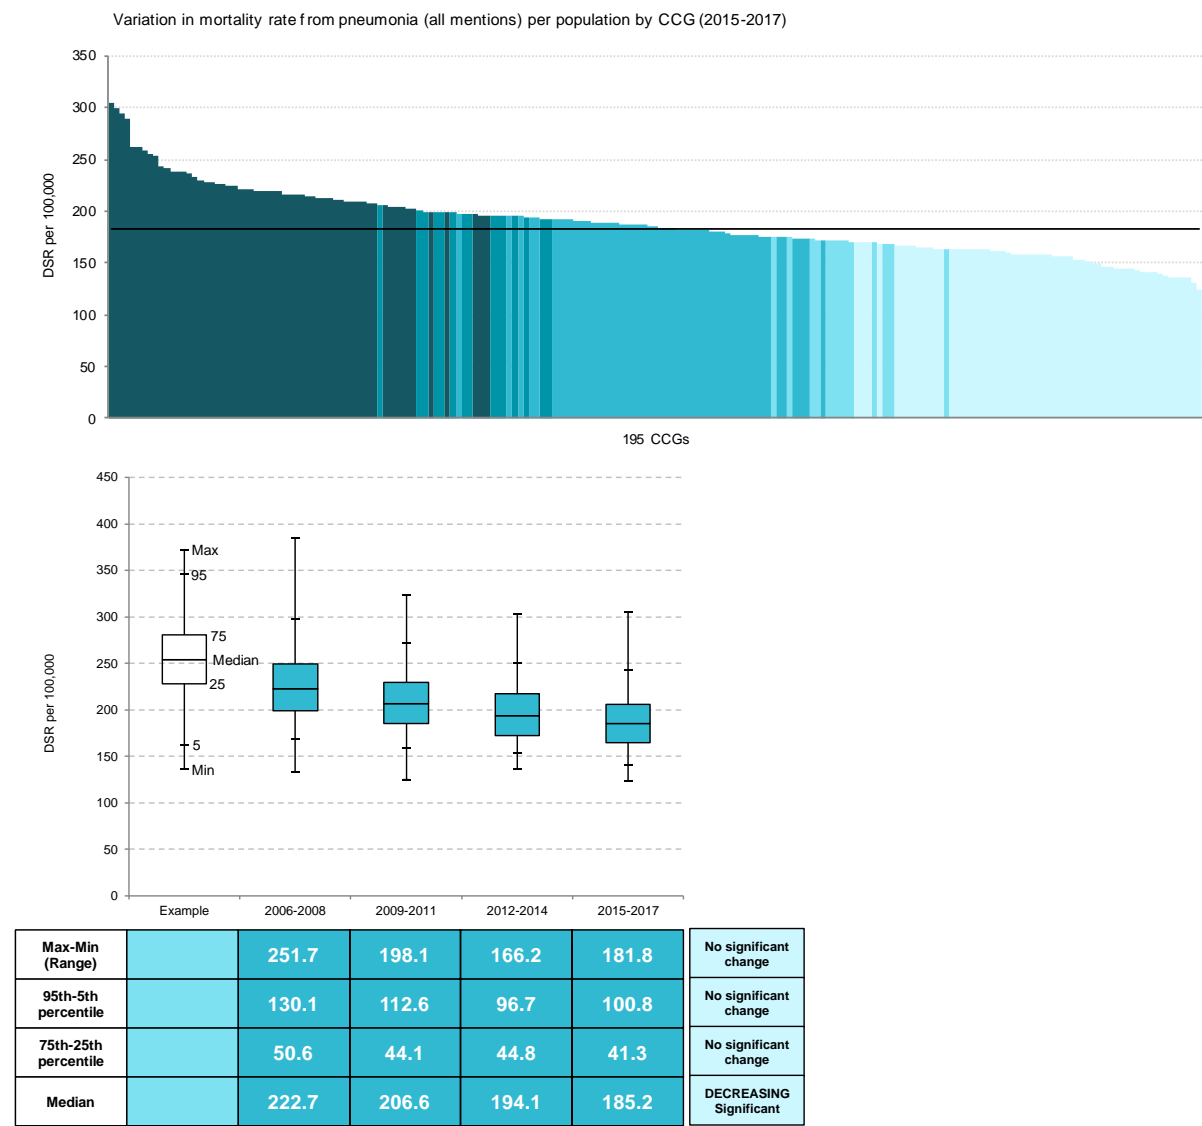 Variation in mortality rate from pneumonia (all mentions) per population by CCG (2015-2017)
350
300
250
200
150
100
50
0
DSR per 100,000
195 CCGs
450
400
350
300
250
200
150
100
50
0
DSR per 100,000
Max
95
75
Median
25
5
Min
Example 2006-2008 2009-2011 2012-2014 2015-2017
Max-Min
(Range)
251.7 198.1 166.2 181.8
No significant
change
95th-5th
percentile
130.1 112.6 96.7 100.8
No significant
change
75th-25th
percentile
50.6 44.1 44.8 41.3
No significant
change
Median
222.7 206.6 194.1 185.2
DECREASING
Significant